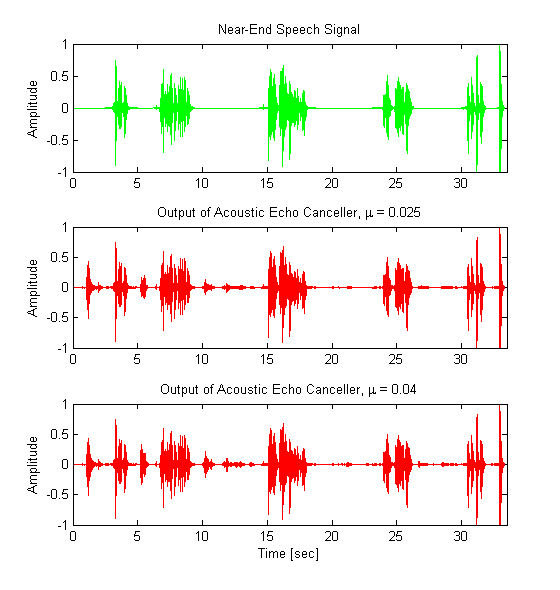 Near-End Speech Signal
1
0.5
0
-0.5
-1
Amplitude
0 5 10 15 20 25 30
Output of Acoustic Echo Canceller, μ = 0.025
1
0.5
0
-0.5
-1
Amplitude
0 5 10 15 20 25 30
Output of Acoustic Echo Canceller, μ = 0.04
1
0.5
0
-0.5
-1
Amplitude
0 5 10 15 20 25 30
Time [sec]